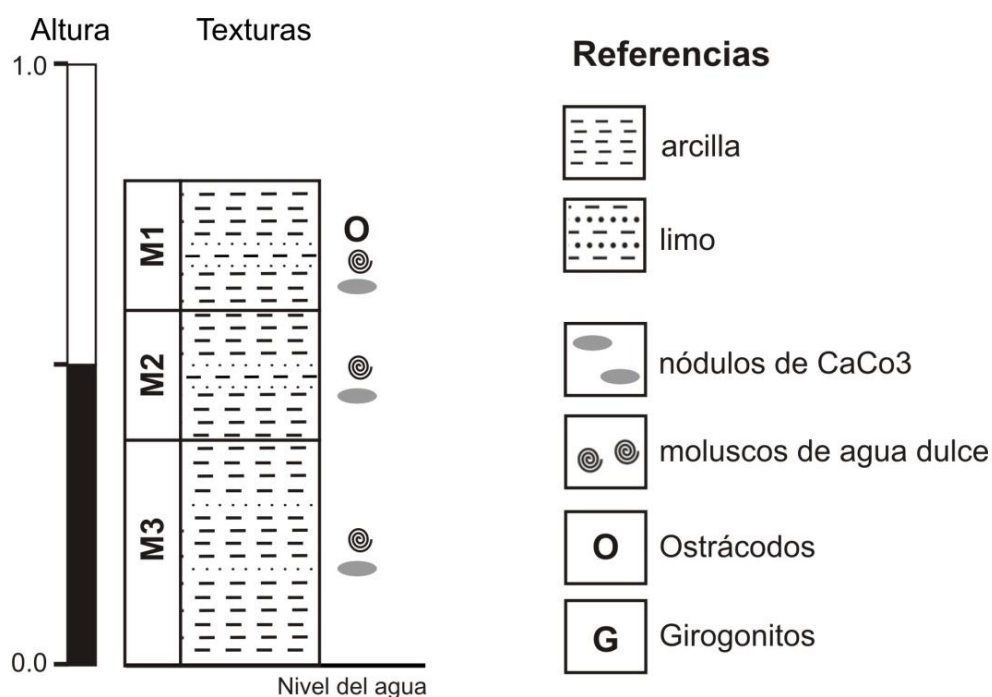 Altura
Texturas
1.0
0.0
M1
M2
M3
O
Nivel del agua
Referencias
arcilla
limo
nódulos de CaCo3
moluscos de agua dulce
O
Ostrácodos
G
Girogonitos